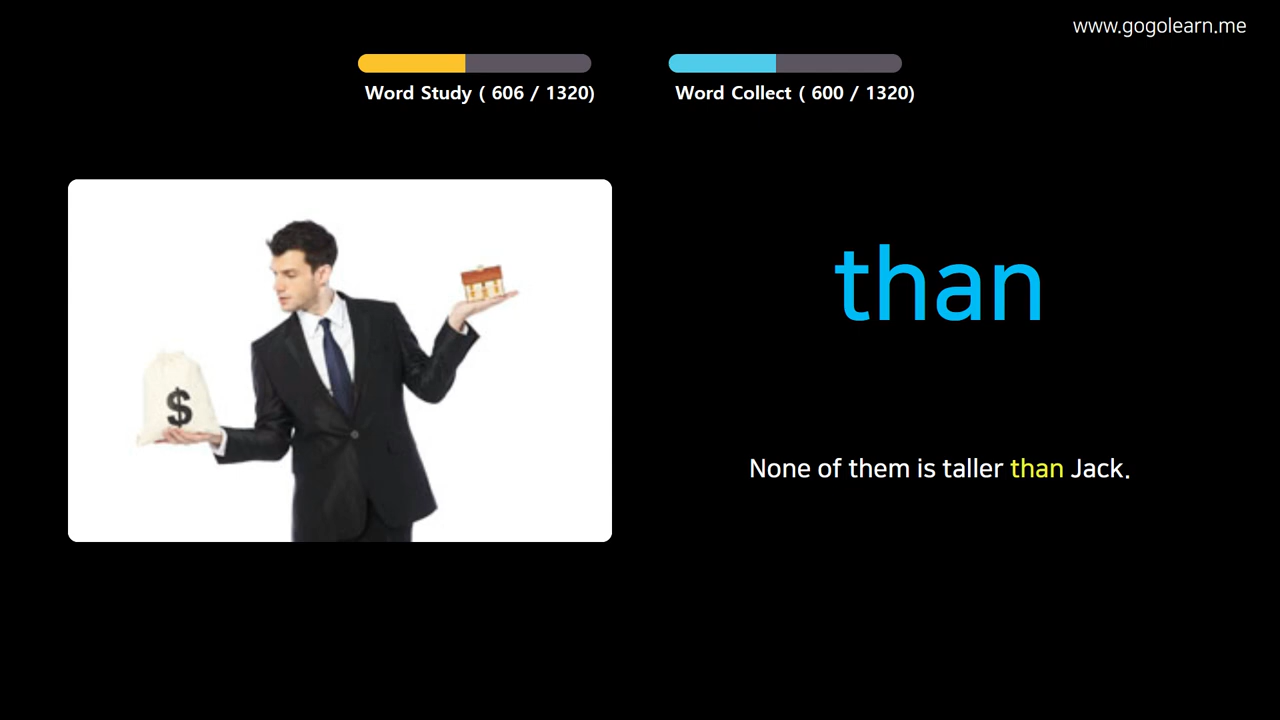 www.gogolearn.me
Word Study ( 606 / 1320)
Word Collect ( 600 / 1320)
than
$
None of them is taller than Jack.